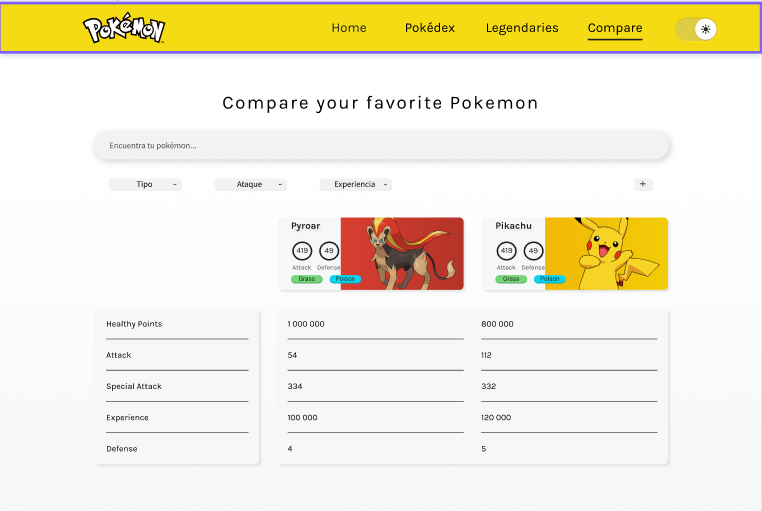 POKéMON
Home Pokédex Legendaries Compare
Compare your favorite Pokemon
Encuentra tu pokémon...
Tipo Ataque Experiencia +
Pyroar Pikachu
419 49 419 49
Attack Defense Attack Defense
Grass Poison Grass Poison
Healthy Points 1 000 000 800 000
Attack 54 112
Special Attack 334 332
Experience 100 000 120 000
Defense 4 5